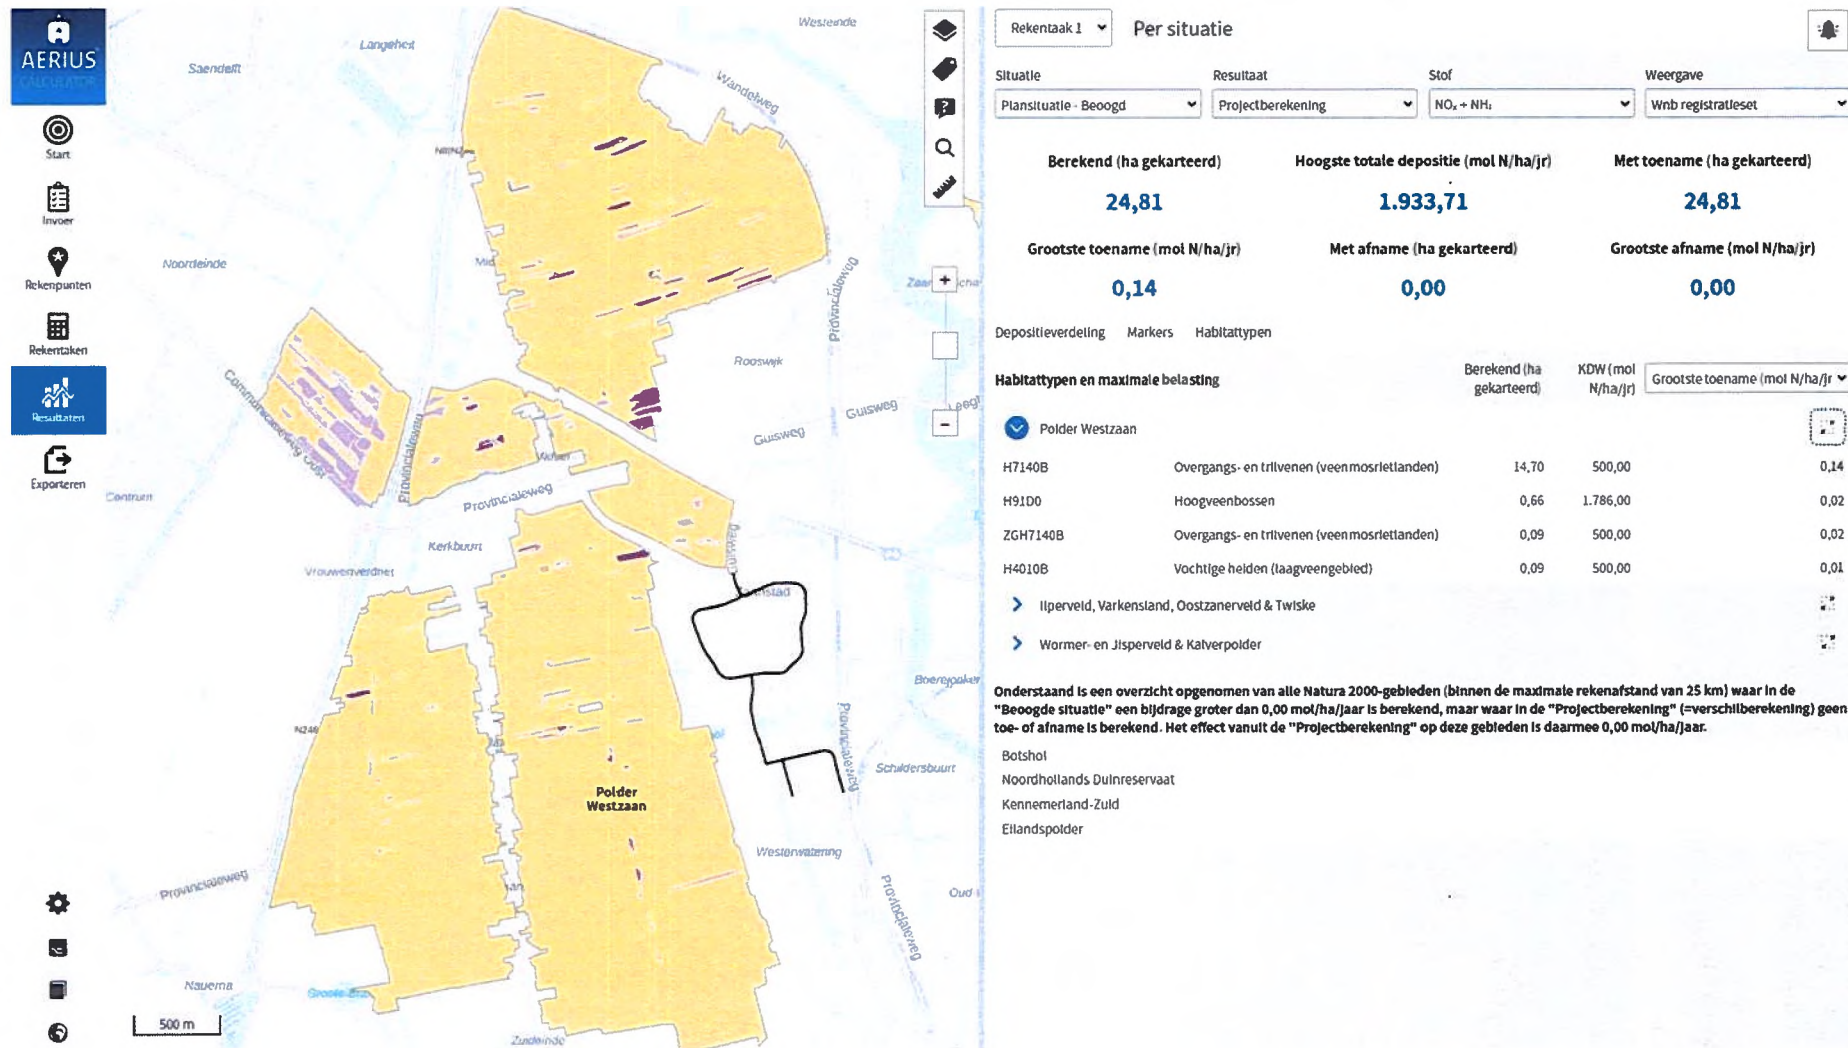 AERIUS
CALCULATOR
Start
Invoer
Rekenpunten
Rekentaken
Resultaten
Exporteren
Westeinde
Langeheit
Saendelft
Wandelweg
Noordeinde
Provincialeweg
Rooswijk
Guisweg
Guisweg
Communicatieweg Oost
Provincialeweg
Provincialeweg
Centrum
Kerkbuurt
Guisweg
Vrouwenverdriet
N246
Provincialeweg
Schildersbuurt
Polder
Westzaan
Westerwatering
Provincialeweg
Provincialeweg
Oud
Nauerna
500 m
Zuideinde
Rekentaak 1
Per situatie
Situatie Resultaat Stof Weergave
Plansituatie - Beoogd Projectberekening NOₓ + NH₃ Wnb registratieset
Berekend (ha gekarteerd) Hoogste totale depositie (mol N/ha/jr) Met toename (ha gekarteerd)
24,81 1.933,71 24,81
Grootste toename (mol N/ha/jr) Met afname (ha gekarteerd) Grootste afname (mol N/ha/jr)
0,14 0,00 0,00
Depositieverdeling Markers Habitattypen
Habitattypen en maximale belasting Berekend (ha gekarteerd) KDW (mol N/ha/jr) Grootste toename (mol N/ha/jr
Polder Westzaan
H7140B Overgangs- en trilvenen (veenmosrietlanden) 14,70 500,00 0,14
H91D0 Hoogveenbossen 0,66 1.786,00 0,02
ZGH7140B Overgangs- en trilvenen (veenmosrietlanden) 0,09 500,00 0,02
H4010B Vochtige heiden (laagveengebied) 0,09 500,00 0,01
Ilperveld, Varkensland, Oostzanerveld & Twiske
Wormer- en Jisperveld & Kalverpolder
Onderstaand is een overzicht opgenomen van alle Natura 2000-gebieden (binnen de maximale rekenafstand van 25 km) waar in de
"Beoogde situatie" een bijdrage groter dan 0,00 mol/ha/jaar is berekend, maar waar in de "Projectberekening" (=verschilberekening) geen
toe- of afname is berekend. Het effect vanuit de "Projectberekening" op deze gebieden is daarmee 0,00 mol/ha/jaar.
Botshol
Noordhollands Duinreservaat
Kennemerland-Zuid
Eilandspolder